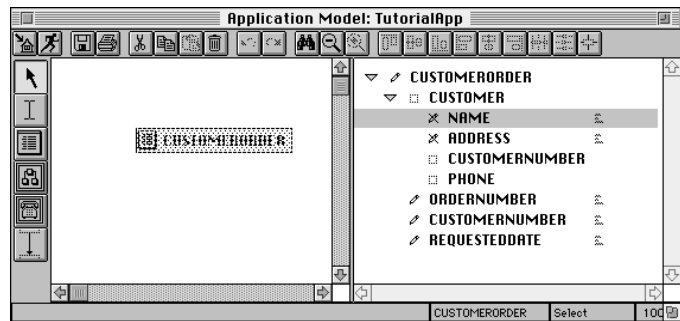 Application Model: TutorialApp
CUSTOMERORDER
CUSTOMERORDER
CUSTOMER
NAME
ADDRESS
CUSTOMERNUMBER
PHONE
ORDERNUMBER
CUSTOMERNUMBER
REQUESTEDDATE
CUSTOMERORDER Select 100